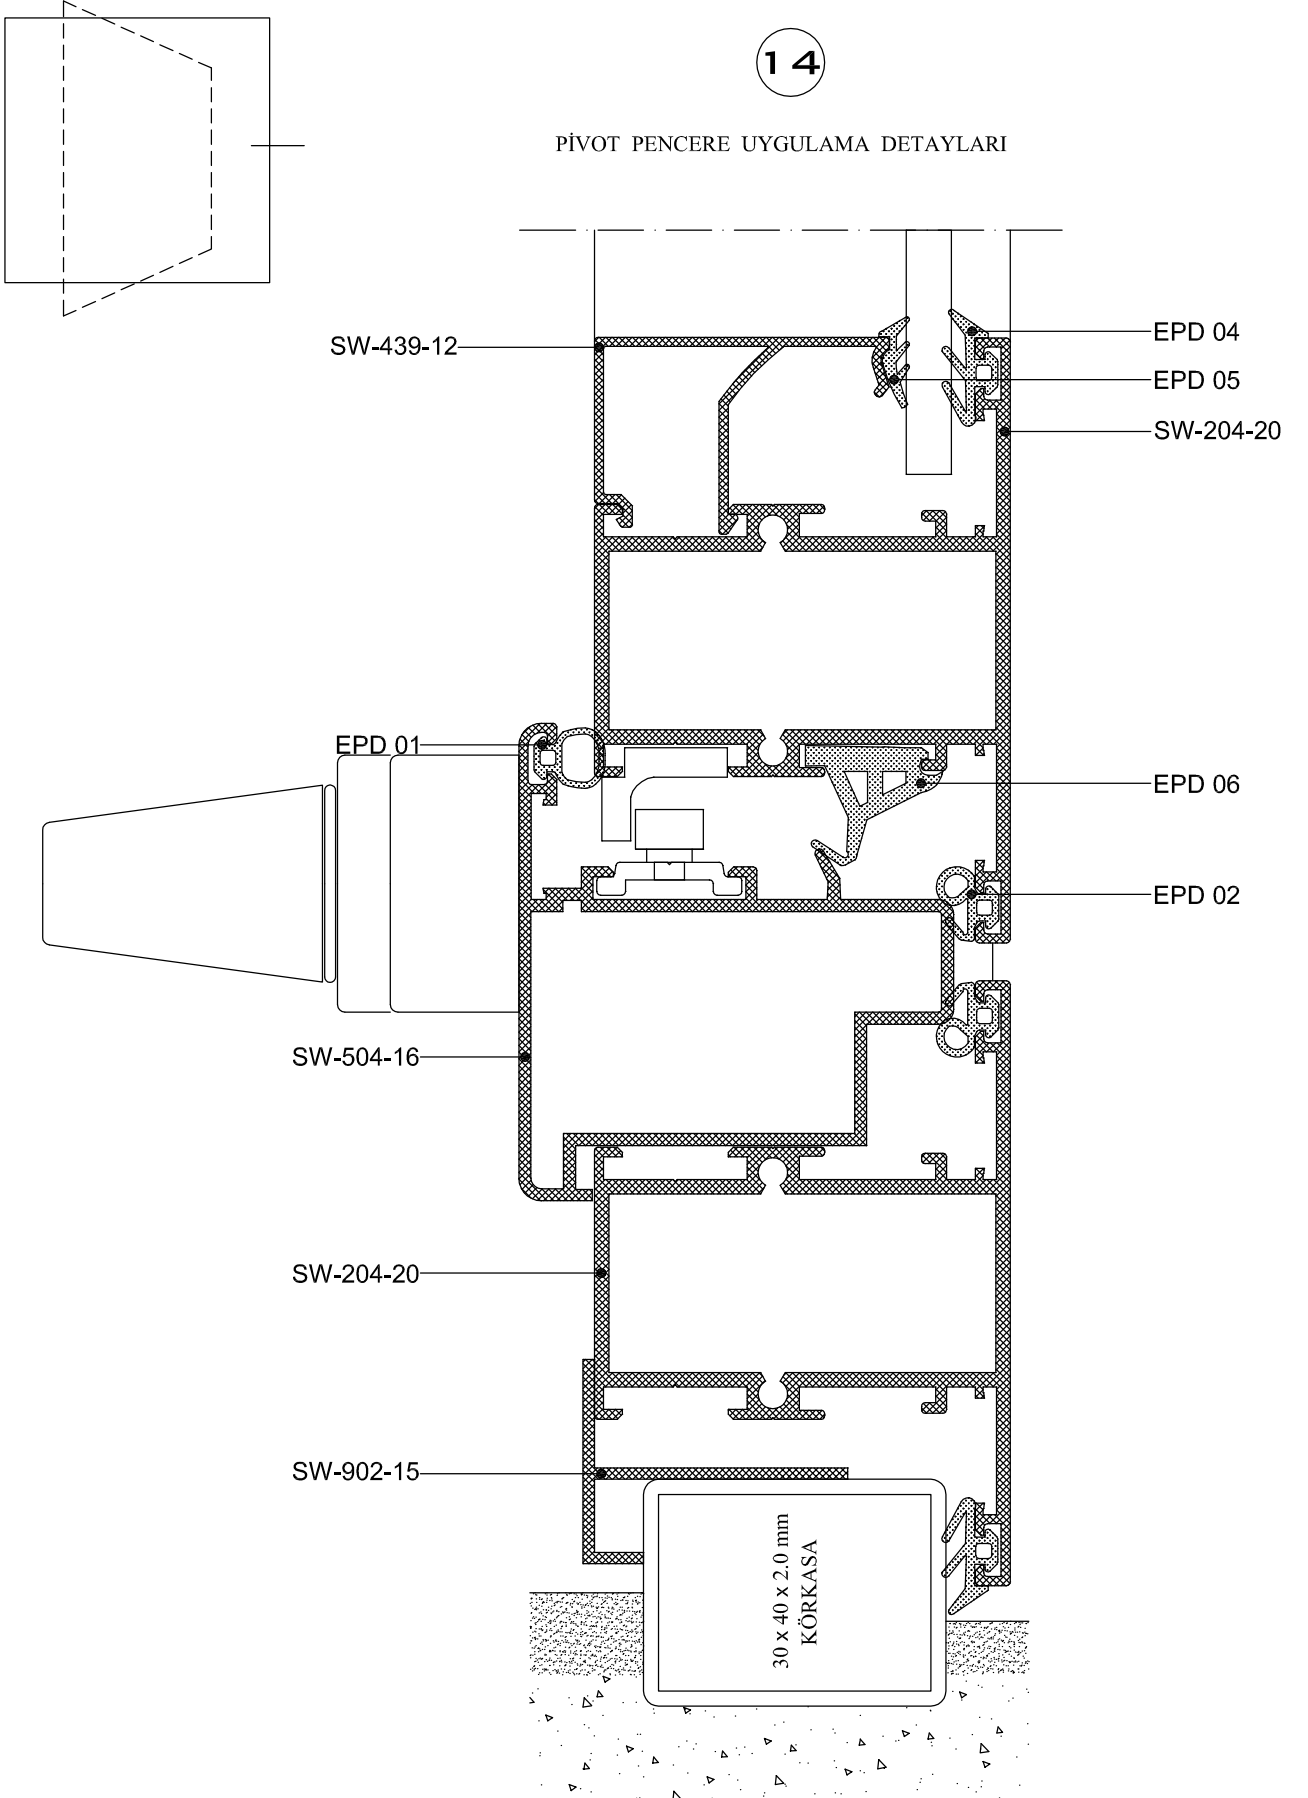 14
PİVOT PENCERE UYGULAMA DETAYLARI
EPD 04
SW-439-12
EPD 05
SW-204-20
EPD 01
EPD 06
EPD 02
SW-504-16
SW-204-20
SW-902-15
30 x 40 x 2.0 mm
KÖRKASA